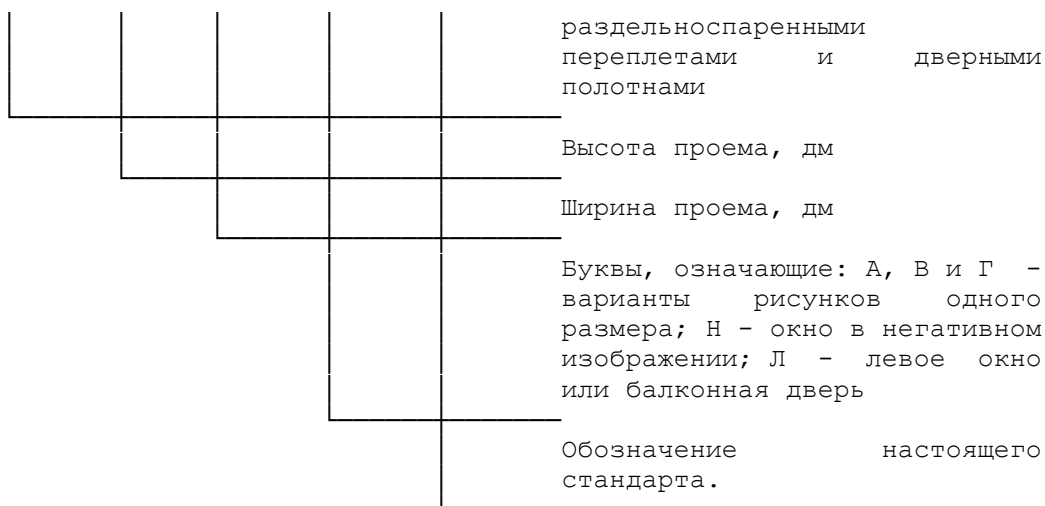 раздельноспаренными
переплетами и дверными
полотнами
Высота проема, дм
Ширина проема, дм
Буквы, означающие: А, В и Г -
варианты рисунков одного
размера; Н - окно в негативном
изображении; Л - левое окно
или балконная дверь
Обозначение настоящего
стандарта.